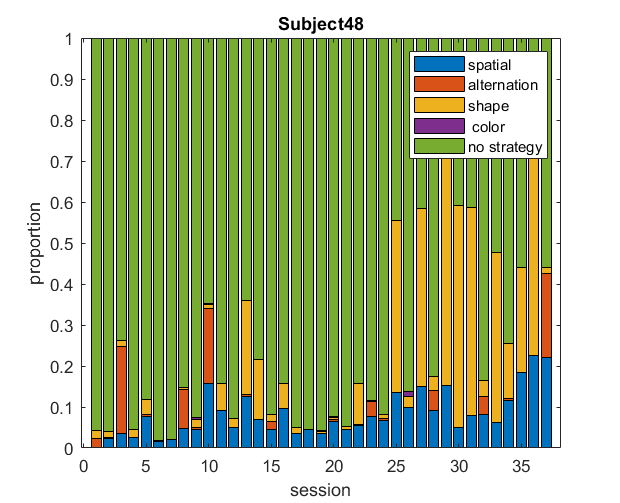 Subject48
1
0.9
0.8
0.7
0.6
0.5
0.4
0.3
0.2
0.1
0
proportion
spatial
alternation
shape
color
no strategy
0 5 10 15 20 25 30 35
session